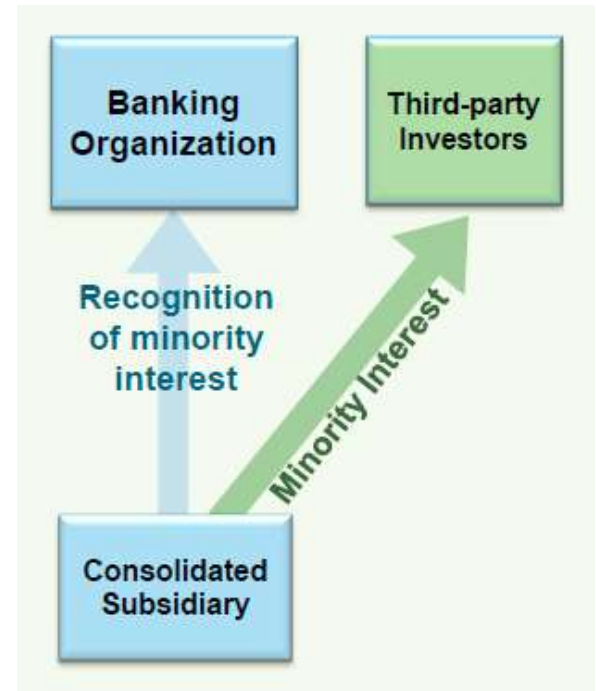 Banking
Organization
Third-party
Investors
Recognition
of minority
interest
Minority Interest
Consolidated
Subsidiary